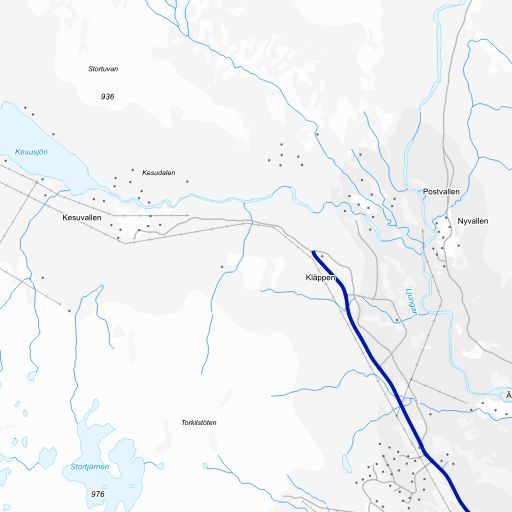 Stortuvan
936
Kesusjön
Kesudalen
Postvallen
Kesuvallen
Nyvallen
Kläppen
Ljungan
Torkilstöten
Stortjärnen
976